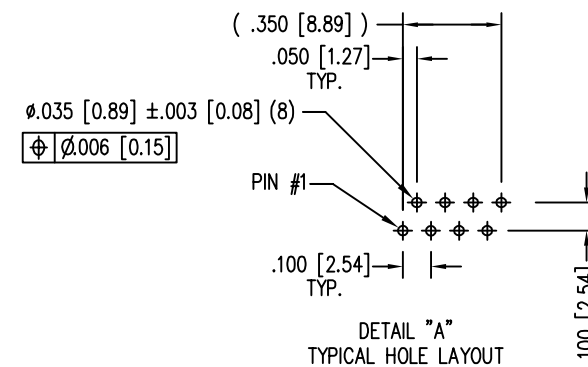 ( .350 [8.89] )
.050 [1.27]
TYP.
ø.035 [0.89] ±.003 [0.08] (8)
⌖ Ø.006 [0.15]
PIN #1
.100 [2.54]
TYP.
.100 [2.54]
DETAIL "A"
TYPICAL HOLE LAYOUT